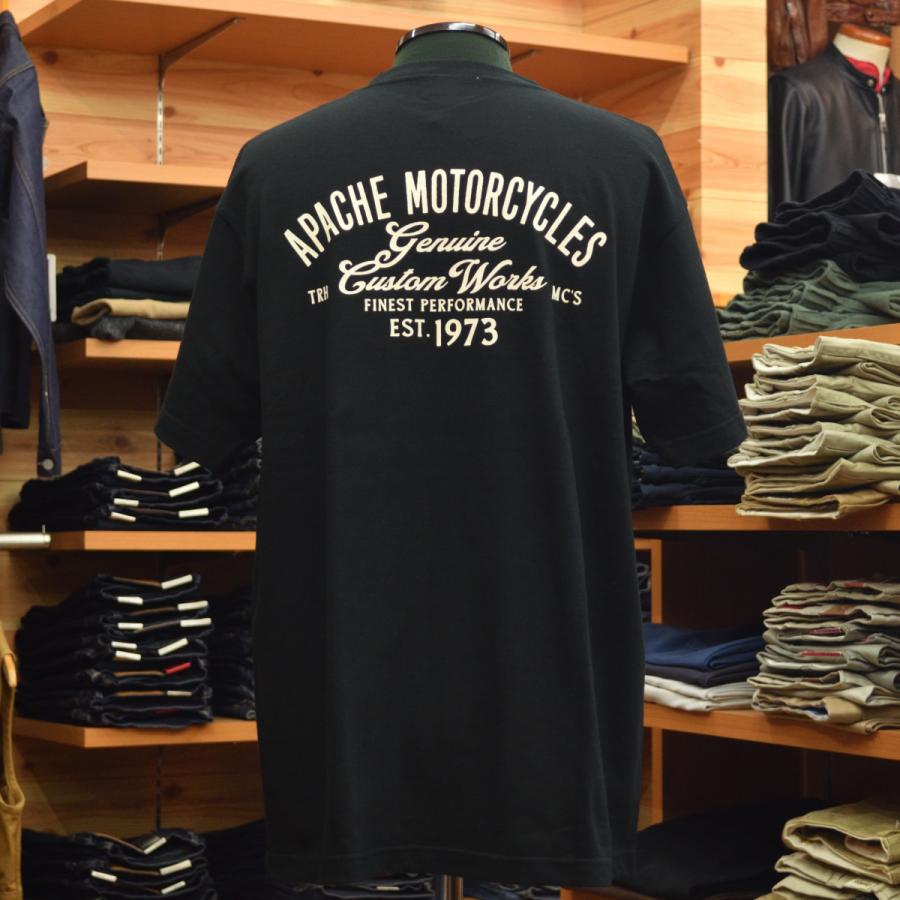 APACHE MOTORCYCLES
Genuine
Custom Works
TRH MC'S
FINEST PERFORMANCE
EST. 1973